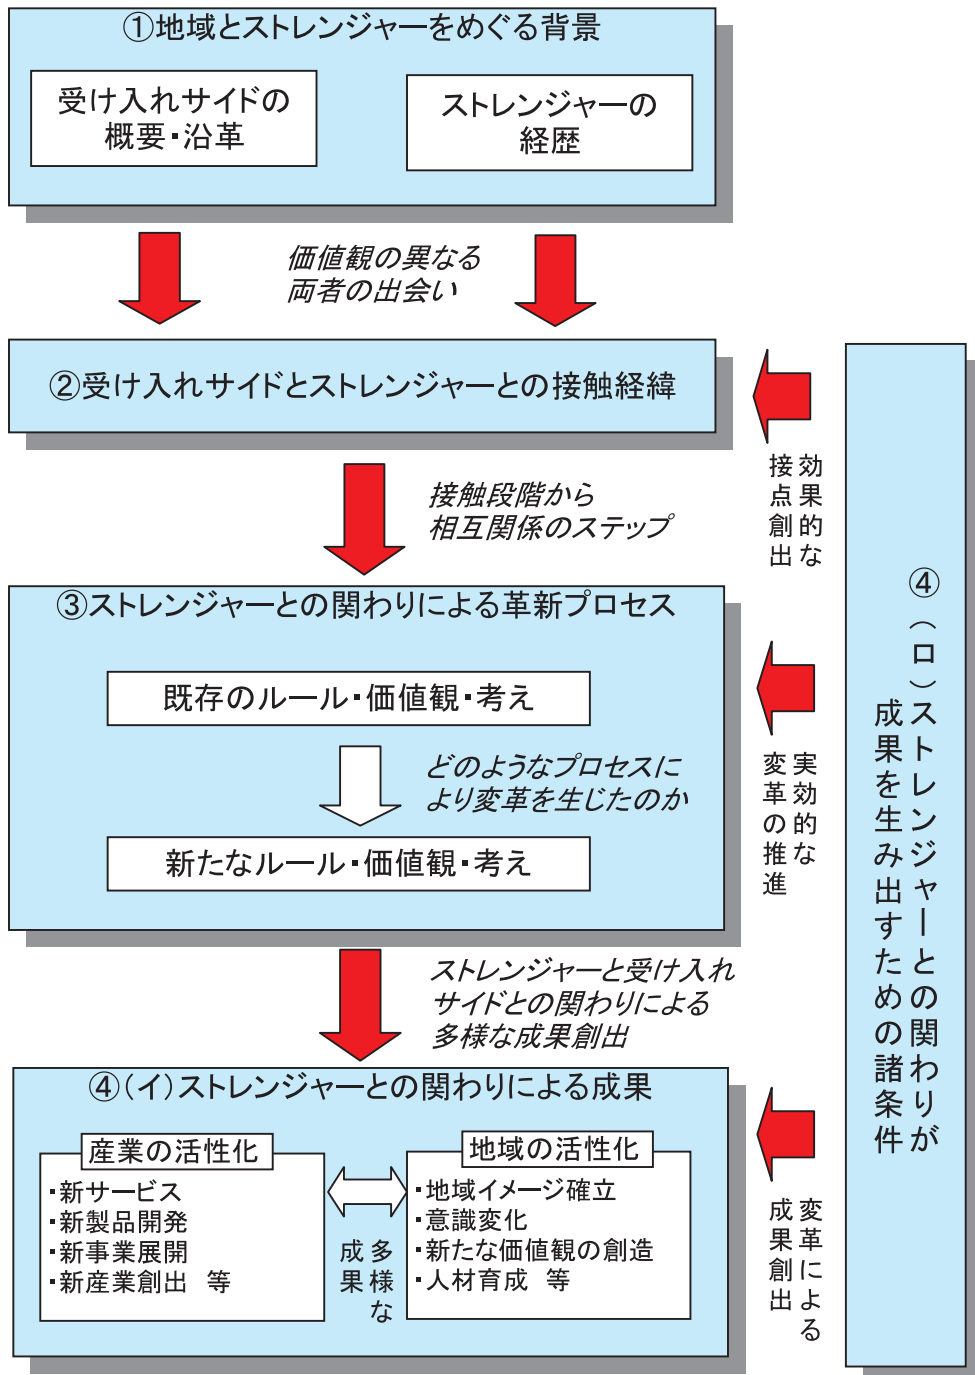 ①地域とストレンジャーをめぐる背景
受け入れサイドの
概要・沿革
ストレンジャーの
経歴
価値観の異なる
両者の出会い
②受け入れサイドとストレンジャーとの接触経緯
効果的な
接点創出
接触段階から
相互関係のステップ
③ストレンジャーとの関わりによる革新プロセス
既存のルール・価値観・考え
どのようなプロセスに
より変革を生じたのか
新たなルール・価値観・考え
実効的な
変革の推進
ストレンジャーと受け入れ
サイドとの関わりによる
多様な成果創出
④(イ)ストレンジャーとの関わりによる成果
産業の活性化
・新サービス
・新製品開発
・新事業展開
・新産業創出 等
多様な
成果
地域の活性化
・地域イメージ確立
・意識変化
・新たな価値観の創造
・人材育成 等
変革による
成果創出
④(ロ)ストレンジャーとの関わりが
成果を生み出すための諸条件